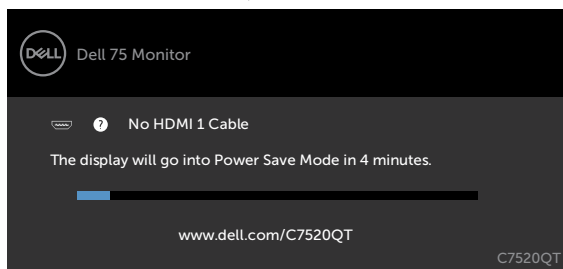 DELL
Dell 75 Monitor
? No HDMI 1 Cable
The display will go into Power Save Mode in 4 minutes.
www.dell.com/C7520QT
C7520QT